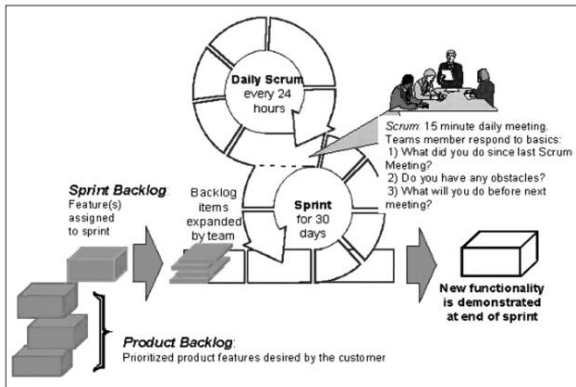 Daily Scrum
every 24
hours
Scrum: 15 minute daily meeting.
Teams member respond to basics:
1) What did you do since last Scrum
Meeting?
2) Do you have any obstacles?
3) What will you do before next
meeting?
Sprint Backlog:
Feature(s)
assigned
to sprint
Backlog
items
expanded
by team
Sprint
for 30
days
New functionality
is demonstrated
at end of sprint
Product Backlog:
Prioritized product features desired by the customer